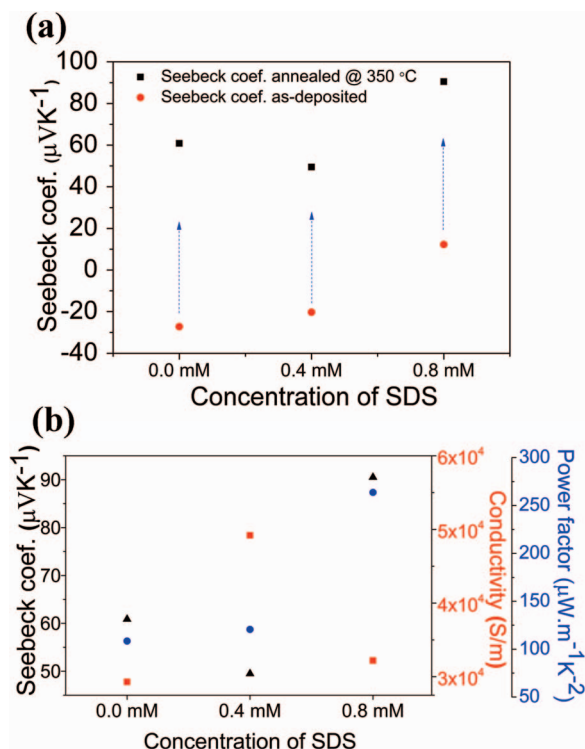 (a)
100
80
60
40
20
0
-20
-40
Seebeck coef. (μVK⁻¹)
Seebeck coef. annealed @ 350 °C
Seebeck coef. as-deposited
0.0 mM 0.4 mM 0.8 mM
Concentration of SDS
(b)
90
80
70
60
50
Seebeck coef. (μVK⁻¹)
6x10⁴
5x10⁴
4x10⁴
3x10⁴
Conductivity (S/m)
300
250
200
150
100
50
Power factor (μW.m⁻¹K⁻²)
0.0 mM 0.4 mM 0.8 mM
Concentration of SDS